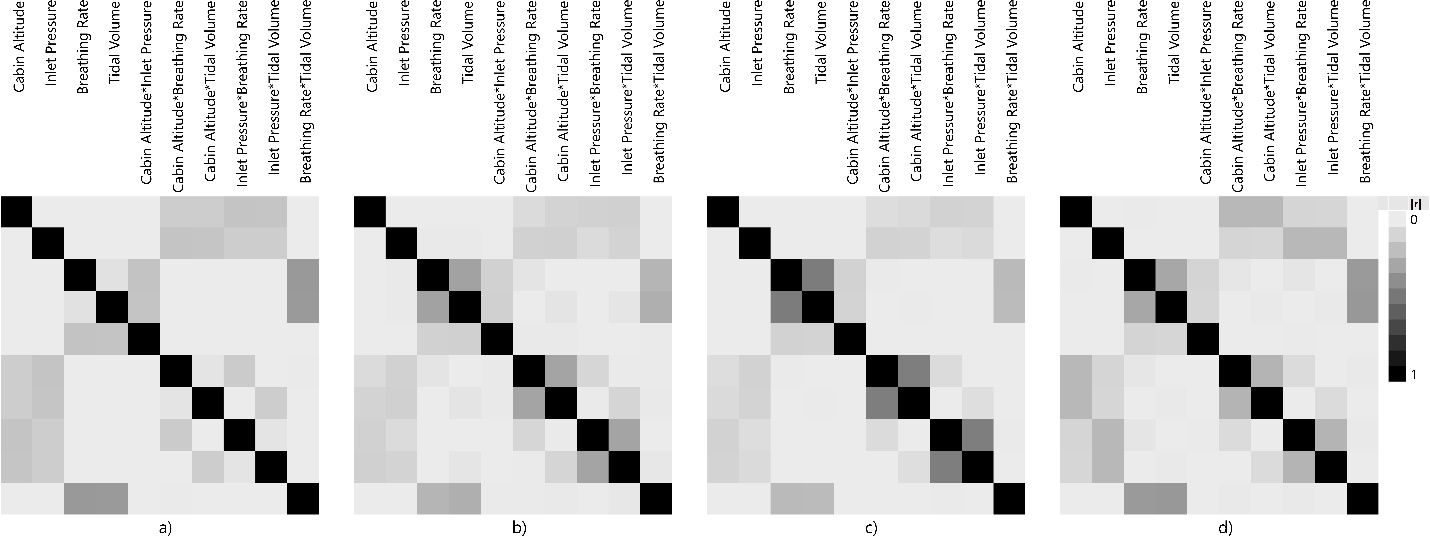 Cabin Altitude
Inlet Pressure
Breathing Rate
Tidal Volume
Cabin Altitude*Inlet Pressure
Cabin Altitude*Breathing Rate
Cabin Altitude*Tidal Volume
Inlet Pressure*Breathing Rate
Inlet Pressure*Tidal Volume
Breathing Rate*Tidal Volume
Cabin Altitude
Inlet Pressure
Breathing Rate
Tidal Volume
Cabin Altitude*Inlet Pressure
Cabin Altitude*Breathing Rate
Cabin Altitude*Tidal Volume
Inlet Pressure*Breathing Rate
Inlet Pressure*Tidal Volume
Breathing Rate*Tidal Volume
Cabin Altitude
Inlet Pressure
Breathing Rate
Tidal Volume
Cabin Altitude*Inlet Pressure
Cabin Altitude*Breathing Rate
Cabin Altitude*Tidal Volume
Inlet Pressure*Breathing Rate
Inlet Pressure*Tidal Volume
Breathing Rate*Tidal Volume
Cabin Altitude
Inlet Pressure
Breathing Rate
Tidal Volume
Cabin Altitude*Inlet Pressure
Cabin Altitude*Breathing Rate
Cabin Altitude*Tidal Volume
Inlet Pressure*Breathing Rate
Inlet Pressure*Tidal Volume
Breathing Rate*Tidal Volume
|r|
0
1
a)
b)
c)
d)